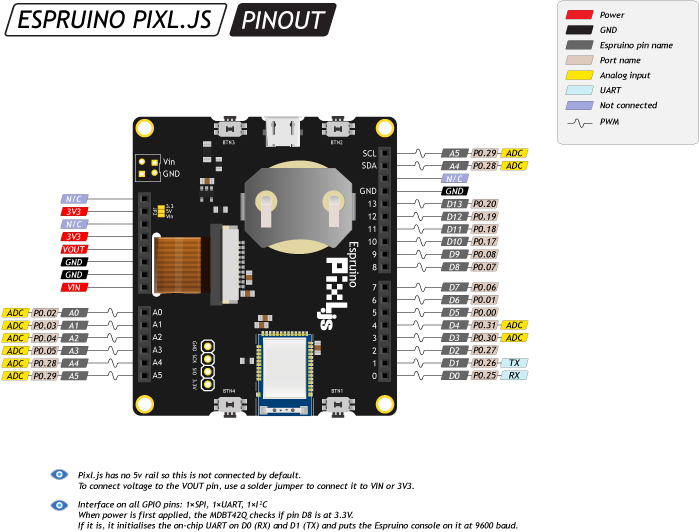 ESPRUINO PIXL.JS PINOUT
Power
GND
Espruino pin name
Port name
Analog input
UART
Not connected
PWM
BTN3 BTN2
Vin
GND
3.3
5V
Vin
N/C
3V3
N/C
3V3
VOUT
GND
GND
VIN
SCL A5 P0.29 ADC
SDA A4 P0.28 ADC
N/C
GND GND
13 D13 P0.20
12 D12 P0.19
11 D11 P0.18
10 D10 P0.17
9 D9 P0.08
8 D8 P0.07
Espruino
Pixl.js
7 D7 P0.06
6 D6 P0.01
5 D5 P0.00
4 D4 P0.31 ADC
3 D3 P0.30 ADC
2 D2 P0.27
1 D1 P0.26 TX
0 D0 P0.25 RX
ADC P0.02 A0 A0
ADC P0.03 A1 A1
ADC P0.04 A2 A2
ADC P0.05 A3 A3
ADC P0.28 A4 A4
ADC P0.29 A5 A5
GND
SCK
SIO
3.3V
BTN4 BTN1
Pixl.js has no 5v rail so this is not connected by default.
To connect voltage to the VOUT pin, use a solder jumper to connect it to VIN or 3V3.
Interface on all GPIO pins: 1×SPI, 1×UART, 1×I²C
When power is first applied, the MDBT42Q checks if pin D8 is at 3.3V.
If it is, it initialises the on-chip UART on D0 (RX) and D1 (TX) and puts the Espruino console on it at 9600 baud.